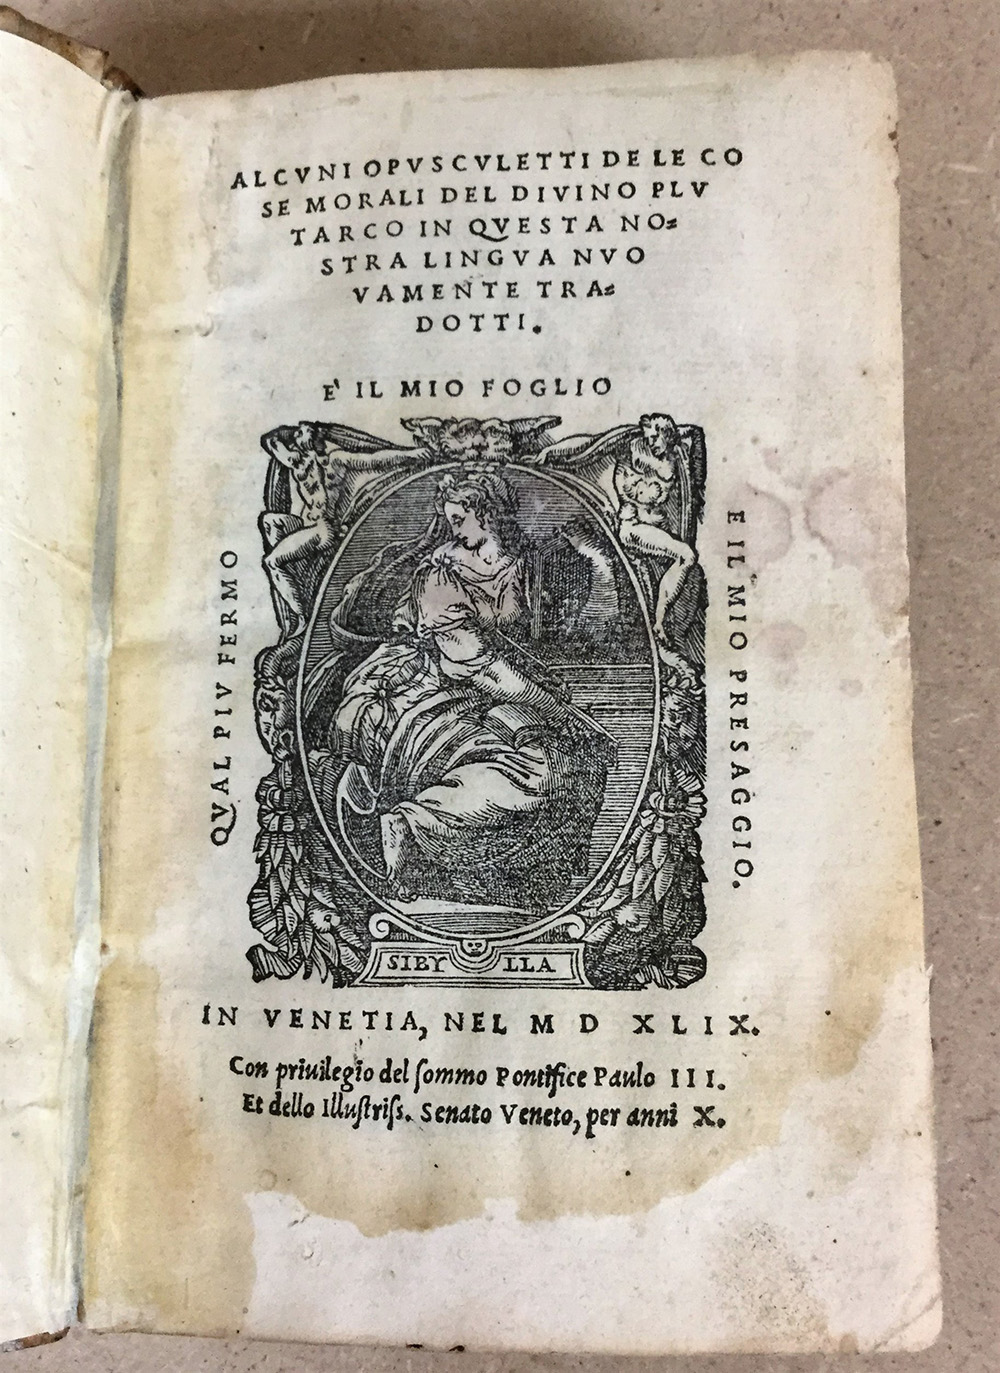 ALCVNI OPVSCVLETTI DE LE CO
SE MORALI DEL DIVINO PLV
TARCO IN QVESTA NO=
STRA LINGVA NVO
VAMENTE TRA=
DOTTI.
E' IL MIO FOGLIO
QVAL PIV FERMO
E IL MIO PRESAGGIO.
SIBY LLA
IN VENETIA, NEL M D XLIX.
Con priuilegio del ſommo Pontifice Paulo III.
Et dello Illuſtriſs. Senato Veneto, per anni X.